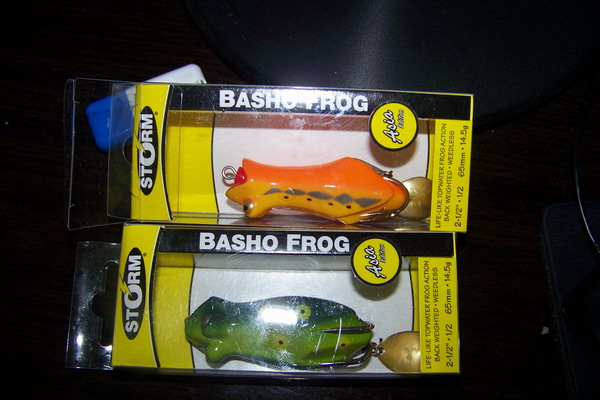 BASHO FROG
Asia
Edition
STORM
LIFE-LIKE TOPWATER FROG ACTION
BACK WEIGHTED • WEEDLESS
2-1/2" • 1/2 65mm • 14.5g
BASHO FROG
Asia
Edition
STORM
LIFE-LIKE TOPWATER FROG ACTION
BACK WEIGHTED • WEEDLESS
2-1/2" • 1/2 65mm • 14.5g